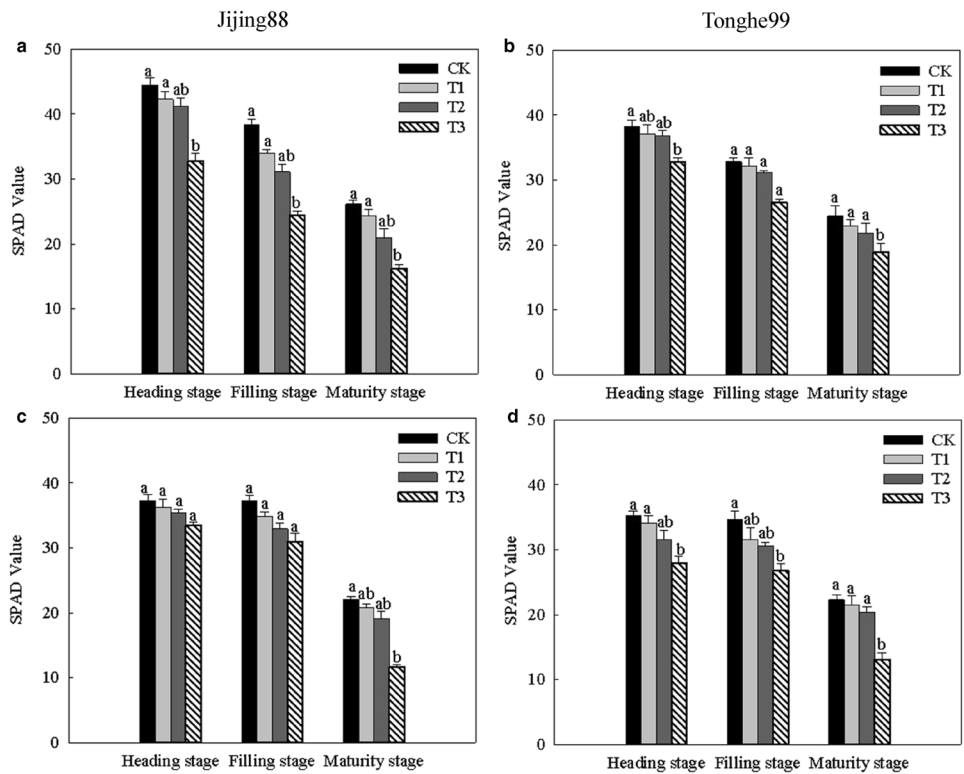 Jijing88
Tonghe99
a
50
40
30
20
10
0
SPAD Value
CK
T1
T2
T3
a a ab b
a a ab b
a a ab b
Heading stage Filling stage Maturity stage
b
50
40
30
20
10
0
SPAD Value
CK
T1
T2
T3
a ab ab b
a a a a
a a a b
Heading stage Filling stage Maturity stage
c
50
40
30
20
10
0
SPAD Value
CK
T1
T2
T3
a a a a
a a a a
a ab ab b
Heading stage Filling stage Maturity stage
d
50
40
30
20
10
0
SPAD Value
CK
T1
T2
T3
a a ab b
a ab ab b
a a a b
Heading stage Filling stage Maturity stage